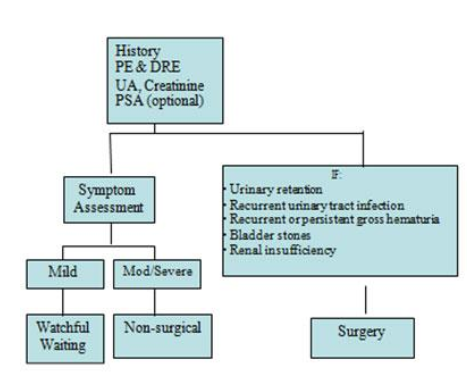 History
PE & DRE
UA, Creatinine
PSA (optional)
Symptom
Assessment
IF:
• Urinary retention
• Recurrent urinary tract infection
• Recurrent or persistent gross hematuria
• Bladder stones
• Renal insufficiency
Mild
Mod/Severe
Watchful
Waiting
Non-surgical
Surgery